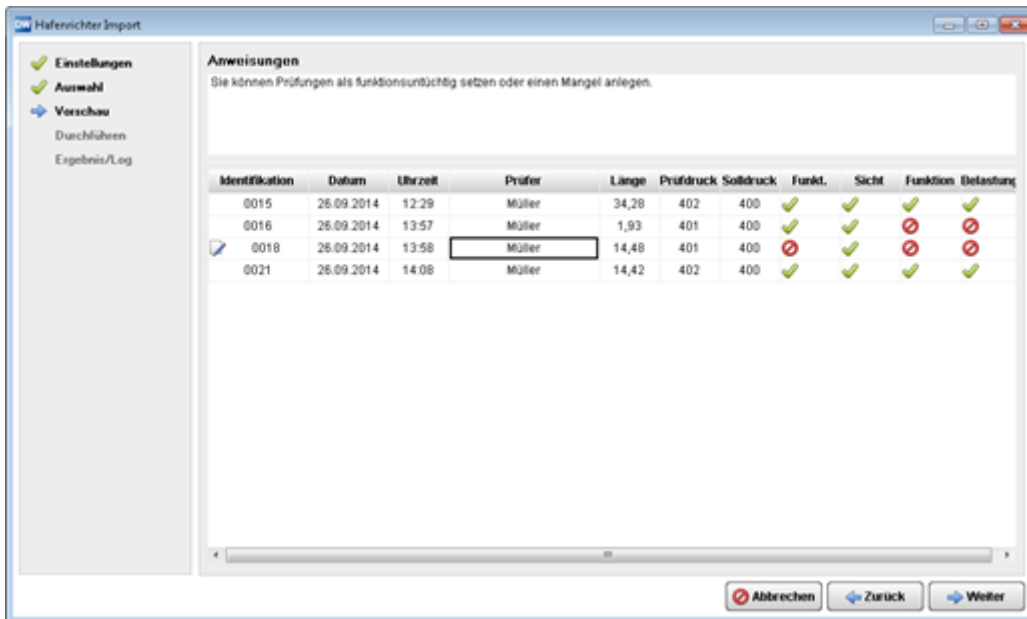 DW Hafenrichter Import
Einstellungen
Auswahl
Vorschau
Durchführen
Ergebnis/Log
Anweisungen
Sie können Prüfungen als funktionsuntüchtig setzen oder einen Mangel anlegen.
Identifikation Datum Uhrzeit Prüfer Länge Prüfdruck Solldruck Funkt. Sicht Funktion Belastung
0015 26.09.2014 12:29 Müller 34,28 402 400
0016 26.09.2014 13:57 Müller 1,93 401 400
0018 26.09.2014 13:58 Müller 14,48 401 400
0021 26.09.2014 14:08 Müller 14,42 402 400
Abbrechen Zurück Weiter